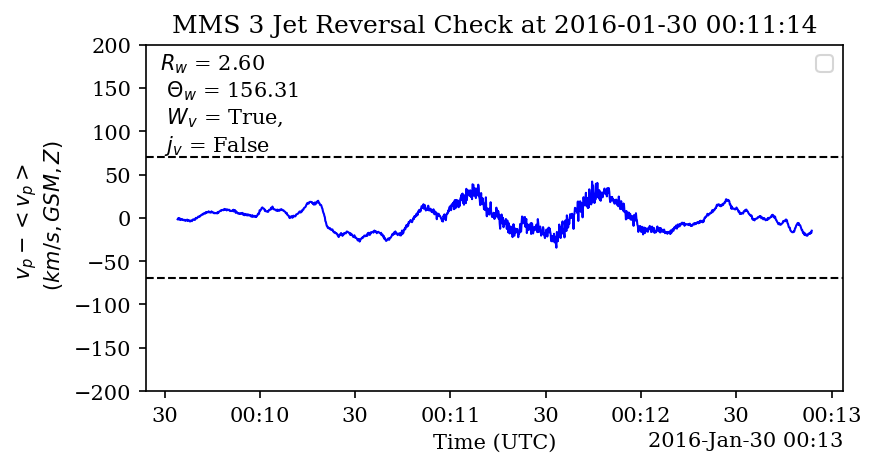 MMS 3 Jet Reversal Check at 2016-01-30 00:11:14
200
150
100
50
0
−50
−100
−150
−200
v_p − <v_p>
(km/s, GSM, Z)
R_w = 2.60
Θ_w = 156.31
W_v = True,
j_v = False
30 00:10 30 00:11 30 00:12 30 00:13
Time (UTC)
2016-Jan-30 00:13